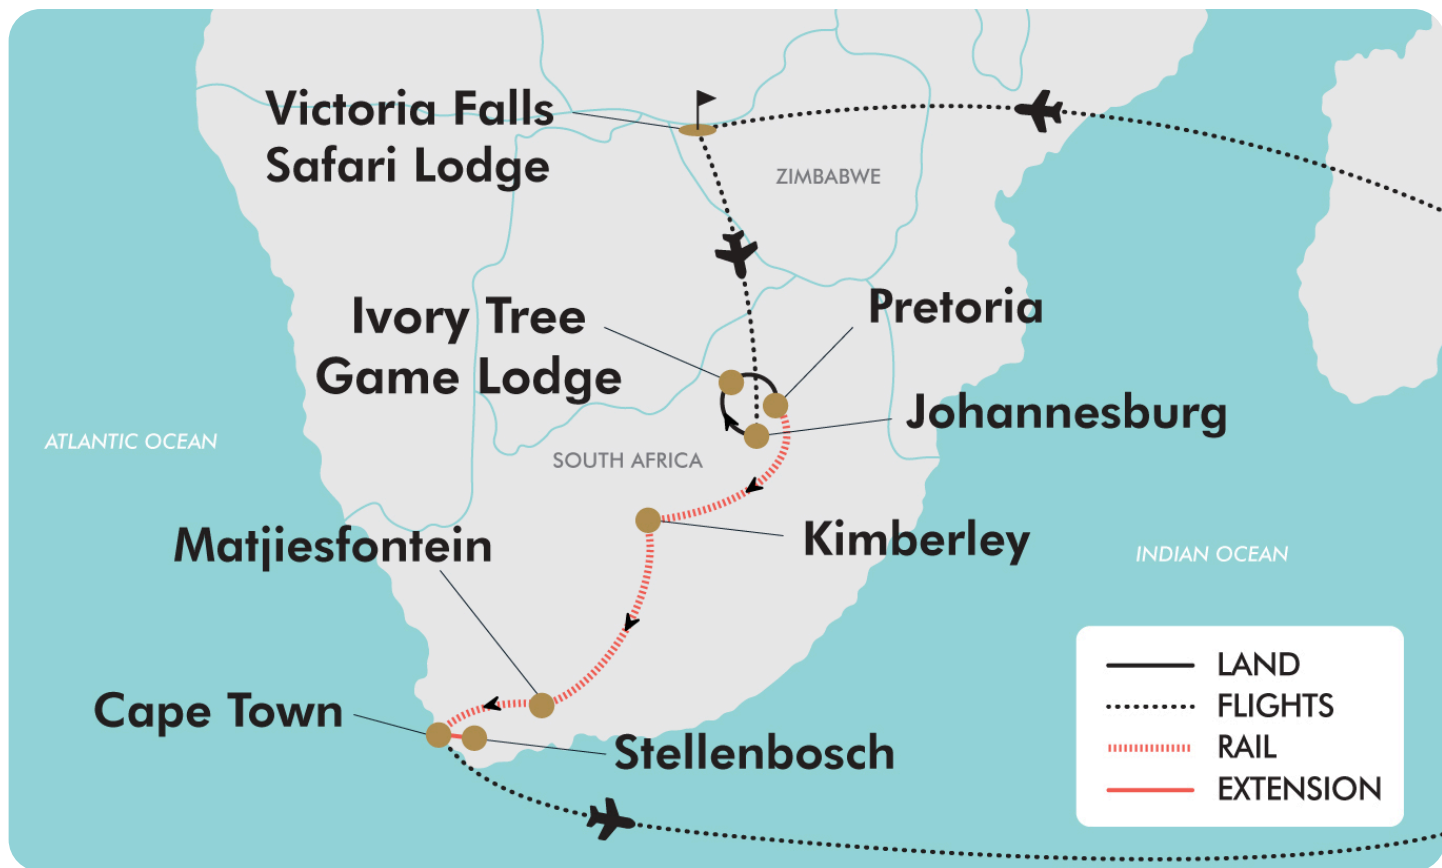 Victoria Falls
Safari Lodge
ZIMBABWE
Ivory Tree
Game Lodge
Pretoria
Johannesburg
ATLANTIC OCEAN
SOUTH AFRICA
Matjiesfontein
Kimberley
INDIAN OCEAN
Cape Town
Stellenbosch
LAND
FLIGHTS
RAIL
EXTENSION